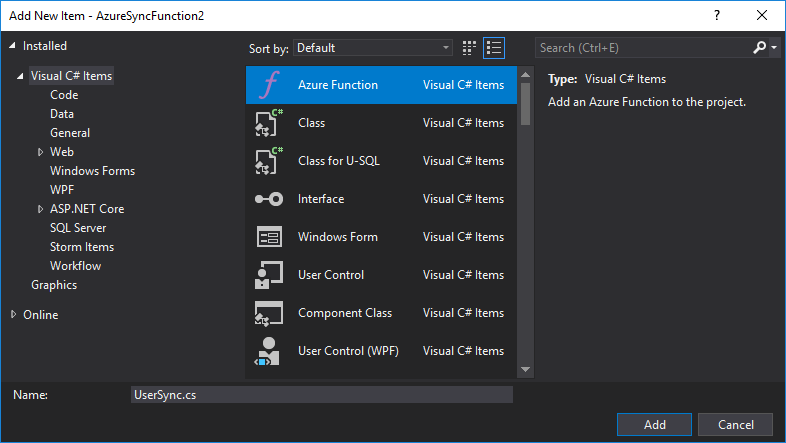 Add New Item - AzureSyncFunction2
Installed
Sort by: Default
Search (Ctrl+E)
Visual C# Items
Code
Data
General
Web
Windows Forms
WPF
ASP.NET Core
SQL Server
Storm Items
Workflow
Graphics
Online
Azure Function Visual C# Items
C# Class Visual C# Items
C# Class for U-SQL Visual C# Items
Interface Visual C# Items
Windows Form Visual C# Items
User Control Visual C# Items
Component Class Visual C# Items
User Control (WPF) Visual C# Items
Type: Visual C# Items
Add an Azure Function to the project.
Name: UserSync.cs
Add Cancel